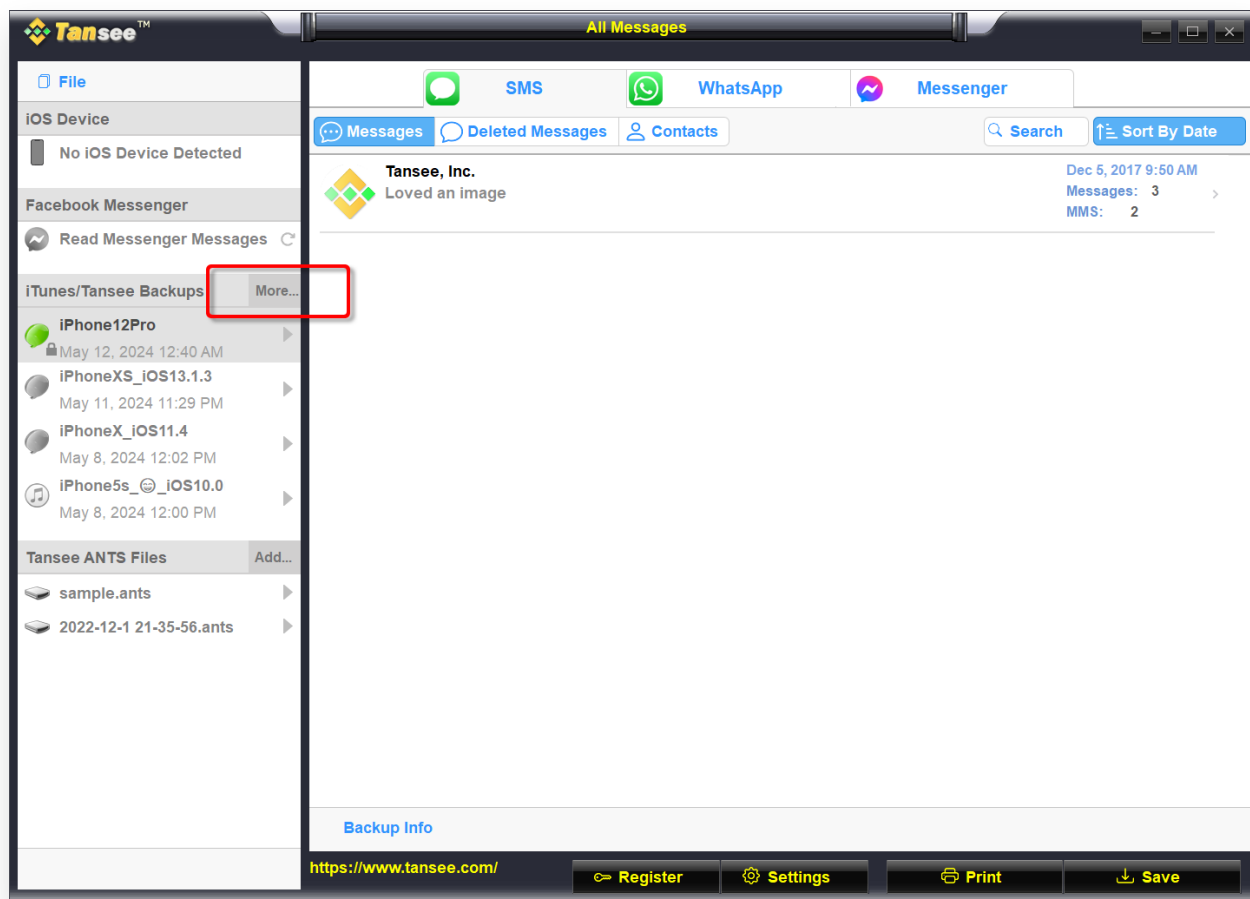 Tansee™
All Messages
File
iOS Device
No iOS Device Detected
Facebook Messenger
Read Messenger Messages
iTunes/Tansee Backups More...
iPhone12Pro
May 12, 2024 12:40 AM
iPhoneXS_iOS13.1.3
May 11, 2024 11:29 PM
iPhoneX_iOS11.4
May 8, 2024 12:02 PM
iPhone5s_😄_iOS10.0
May 8, 2024 12:00 PM
Tansee ANTS Files Add...
sample.ants
2022-12-1 21-35-56.ants
SMS WhatsApp Messenger
Messages Deleted Messages Contacts Search Sort By Date
Tansee, Inc.
Loved an image
Dec 5, 2017 9:50 AM
Messages: 3
MMS: 2
Backup Info
https://www.tansee.com/ Register Settings Print Save